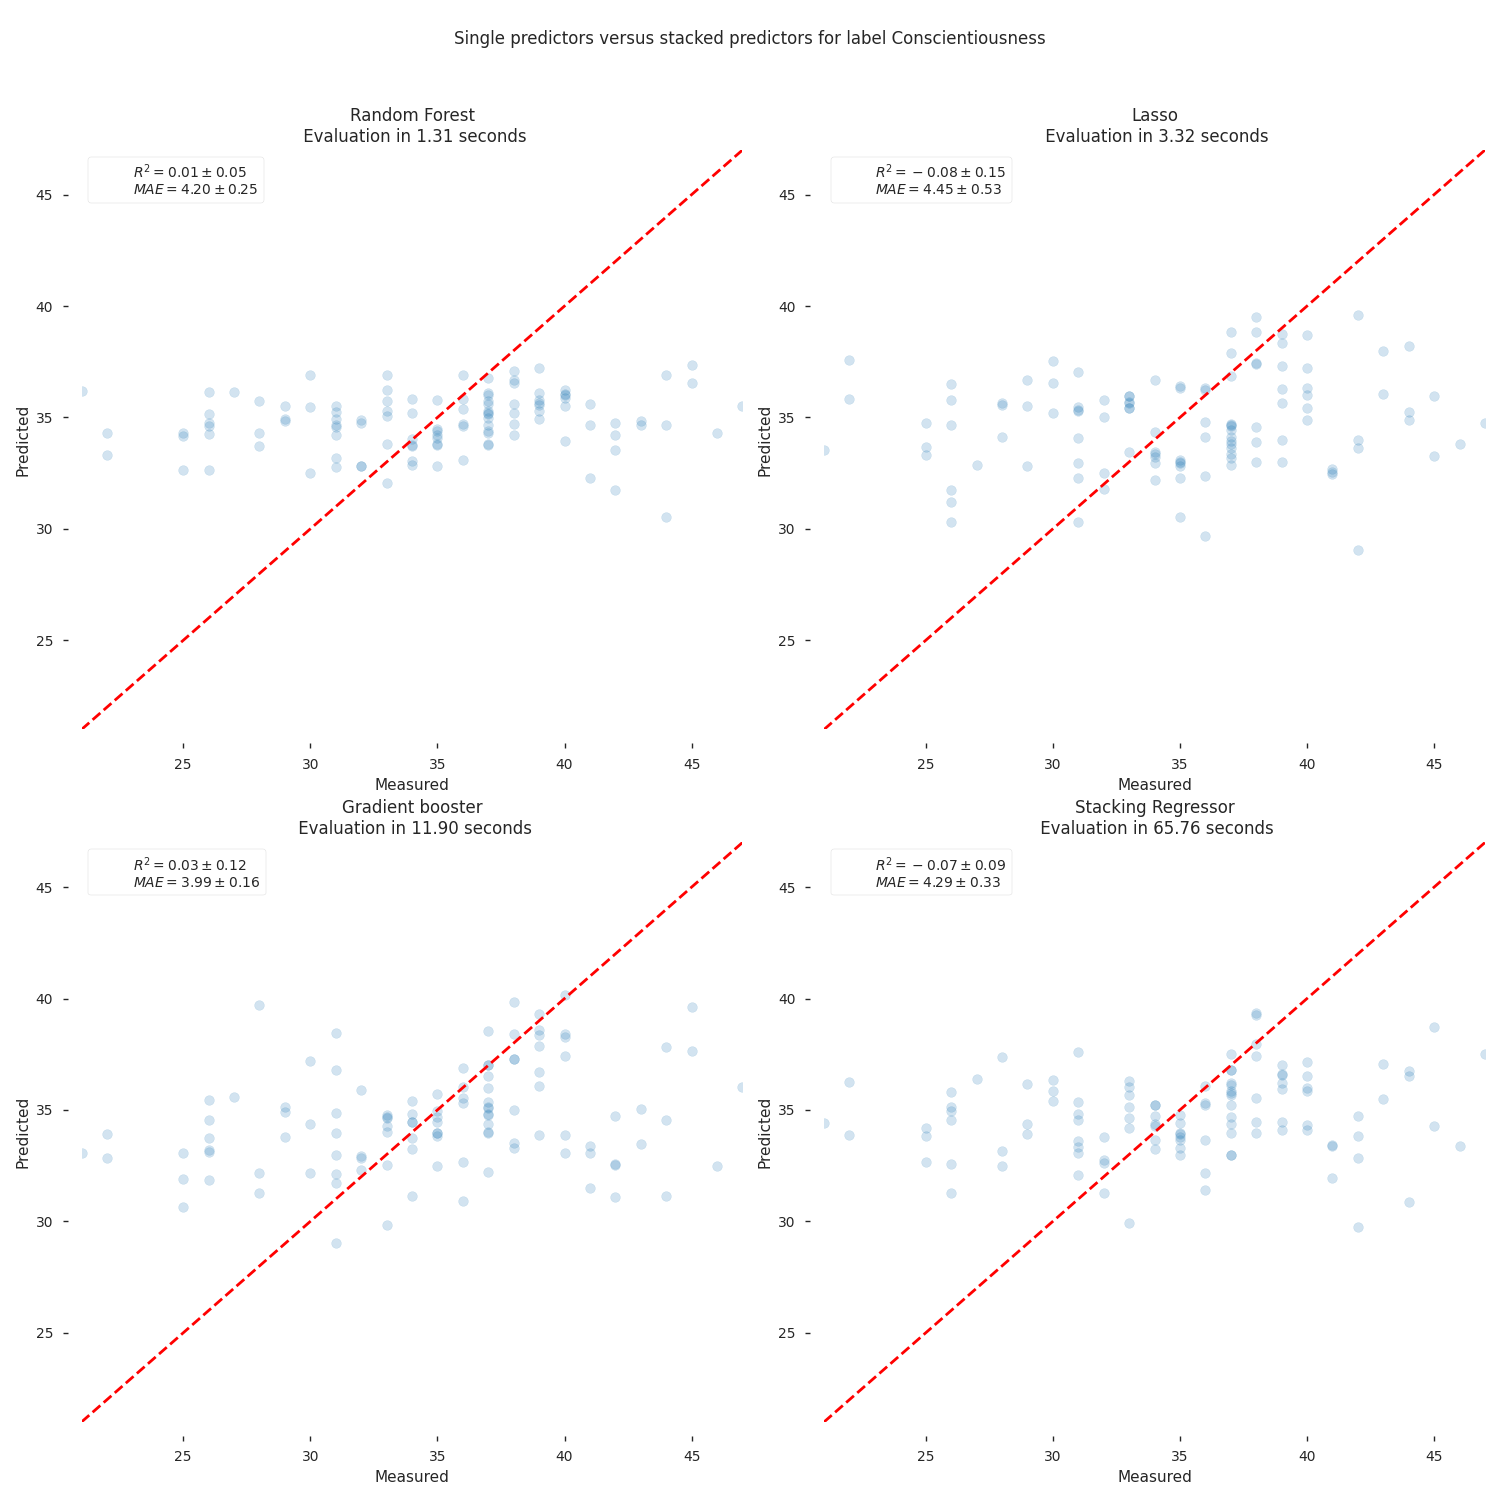 Single predictors versus stacked predictors for label Conscientiousness
Random Forest
Evaluation in 1.31 seconds
R² = 0.01 ± 0.05
MAE = 4.20 ± 0.25
45
40
35
30
25
Predicted
25 30 35 40 45
Measured
Lasso
Evaluation in 3.32 seconds
R² = −0.08 ± 0.15
MAE = 4.45 ± 0.53
45
40
35
30
25
Predicted
25 30 35 40 45
Measured
Gradient booster
Evaluation in 11.90 seconds
R² = 0.03 ± 0.12
MAE = 3.99 ± 0.16
45
40
35
30
25
Predicted
25 30 35 40 45
Measured
Stacking Regressor
Evaluation in 65.76 seconds
R² = −0.07 ± 0.09
MAE = 4.29 ± 0.33
45
40
35
30
25
Predicted
25 30 35 40 45
Measured